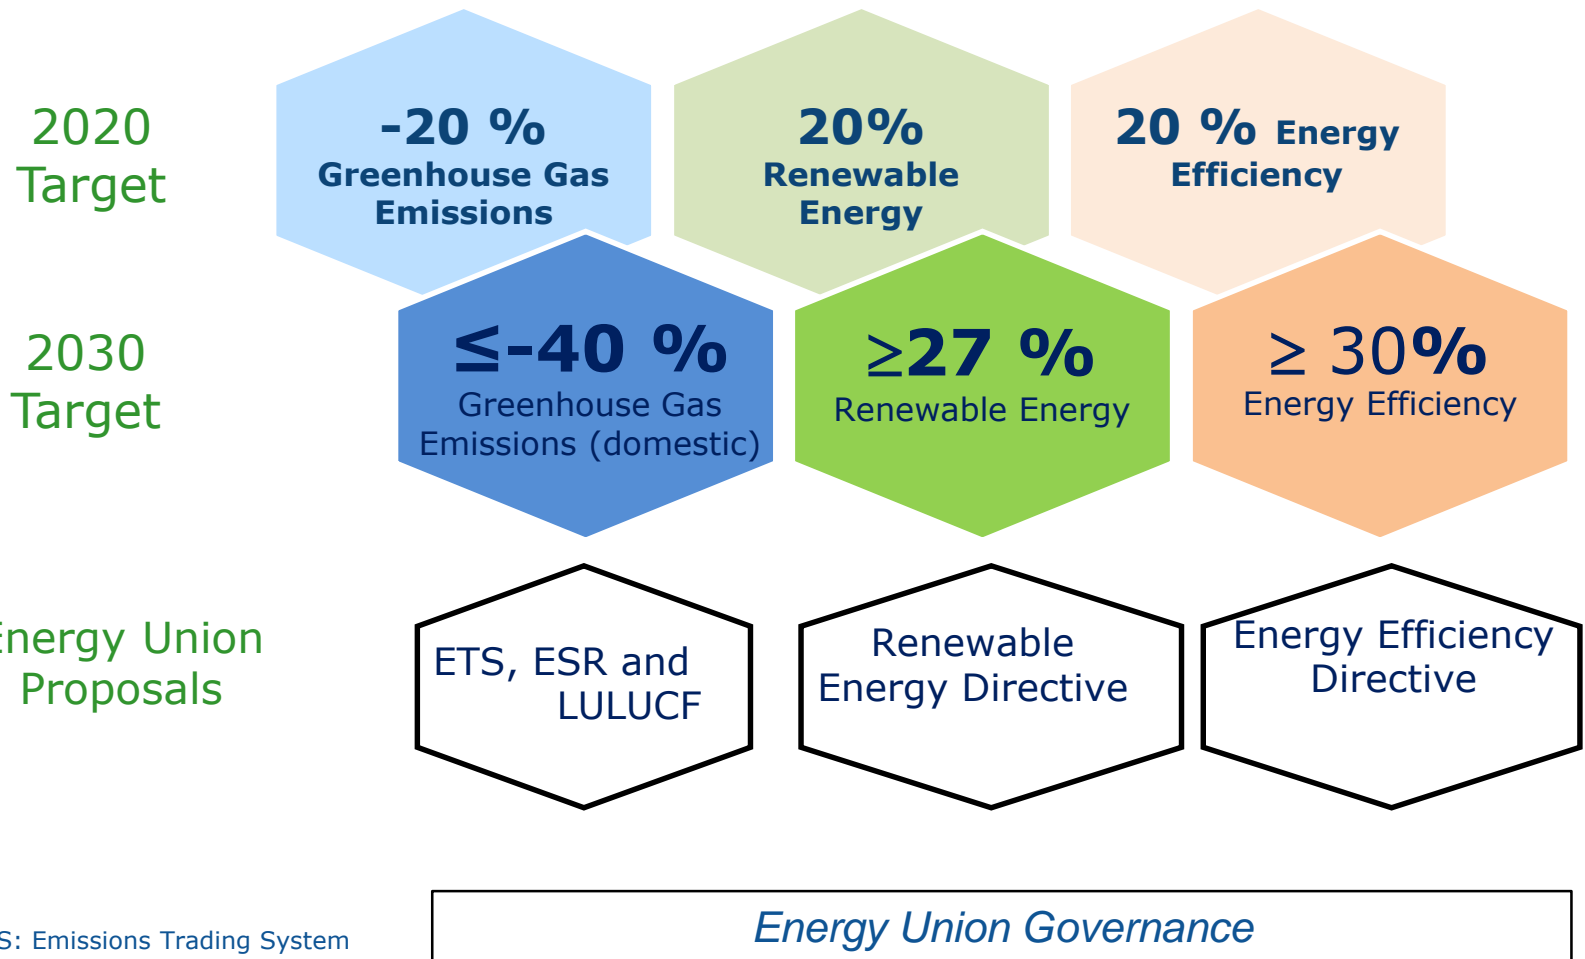 2020
Target
-20 %
Greenhouse Gas
Emissions
20%
Renewable
Energy
20 % Energy
Efficiency
2030
Target
≤-40 %
Greenhouse Gas
Emissions (domestic)
≥27 %
Renewable Energy
≥ 30%
Energy Efficiency
Energy Union
Proposals
ETS, ESR and
LULUCF
Renewable
Energy Directive
Energy Efficiency
Directive
S: Emissions Trading System
Energy Union Governance